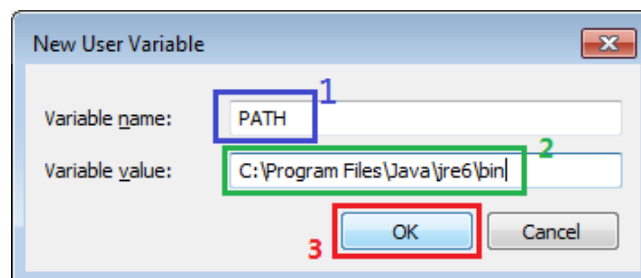 New User Variable
1
Variable name: PATH
2
Variable value: C:\Program Files\Java\jre6\bin
3 OK Cancel